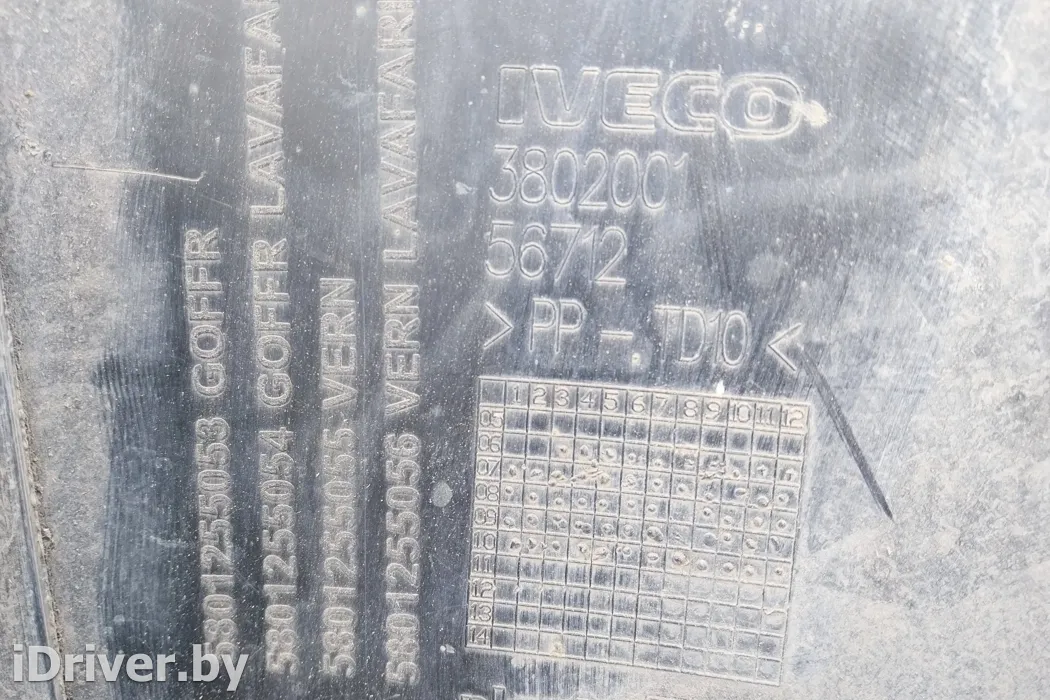 5801255053 GOFFR
5801255054 GOFFR LAVAFAR
5801255055 VERN
5801255056 VERN LAVAFARI
IVECO
3802001
56712
> PP - TD10 <
1 2 3 4 5 6 7 8 9 10 11 12
05
06
07
08
09
10
11
12
13
14
iDriver.by